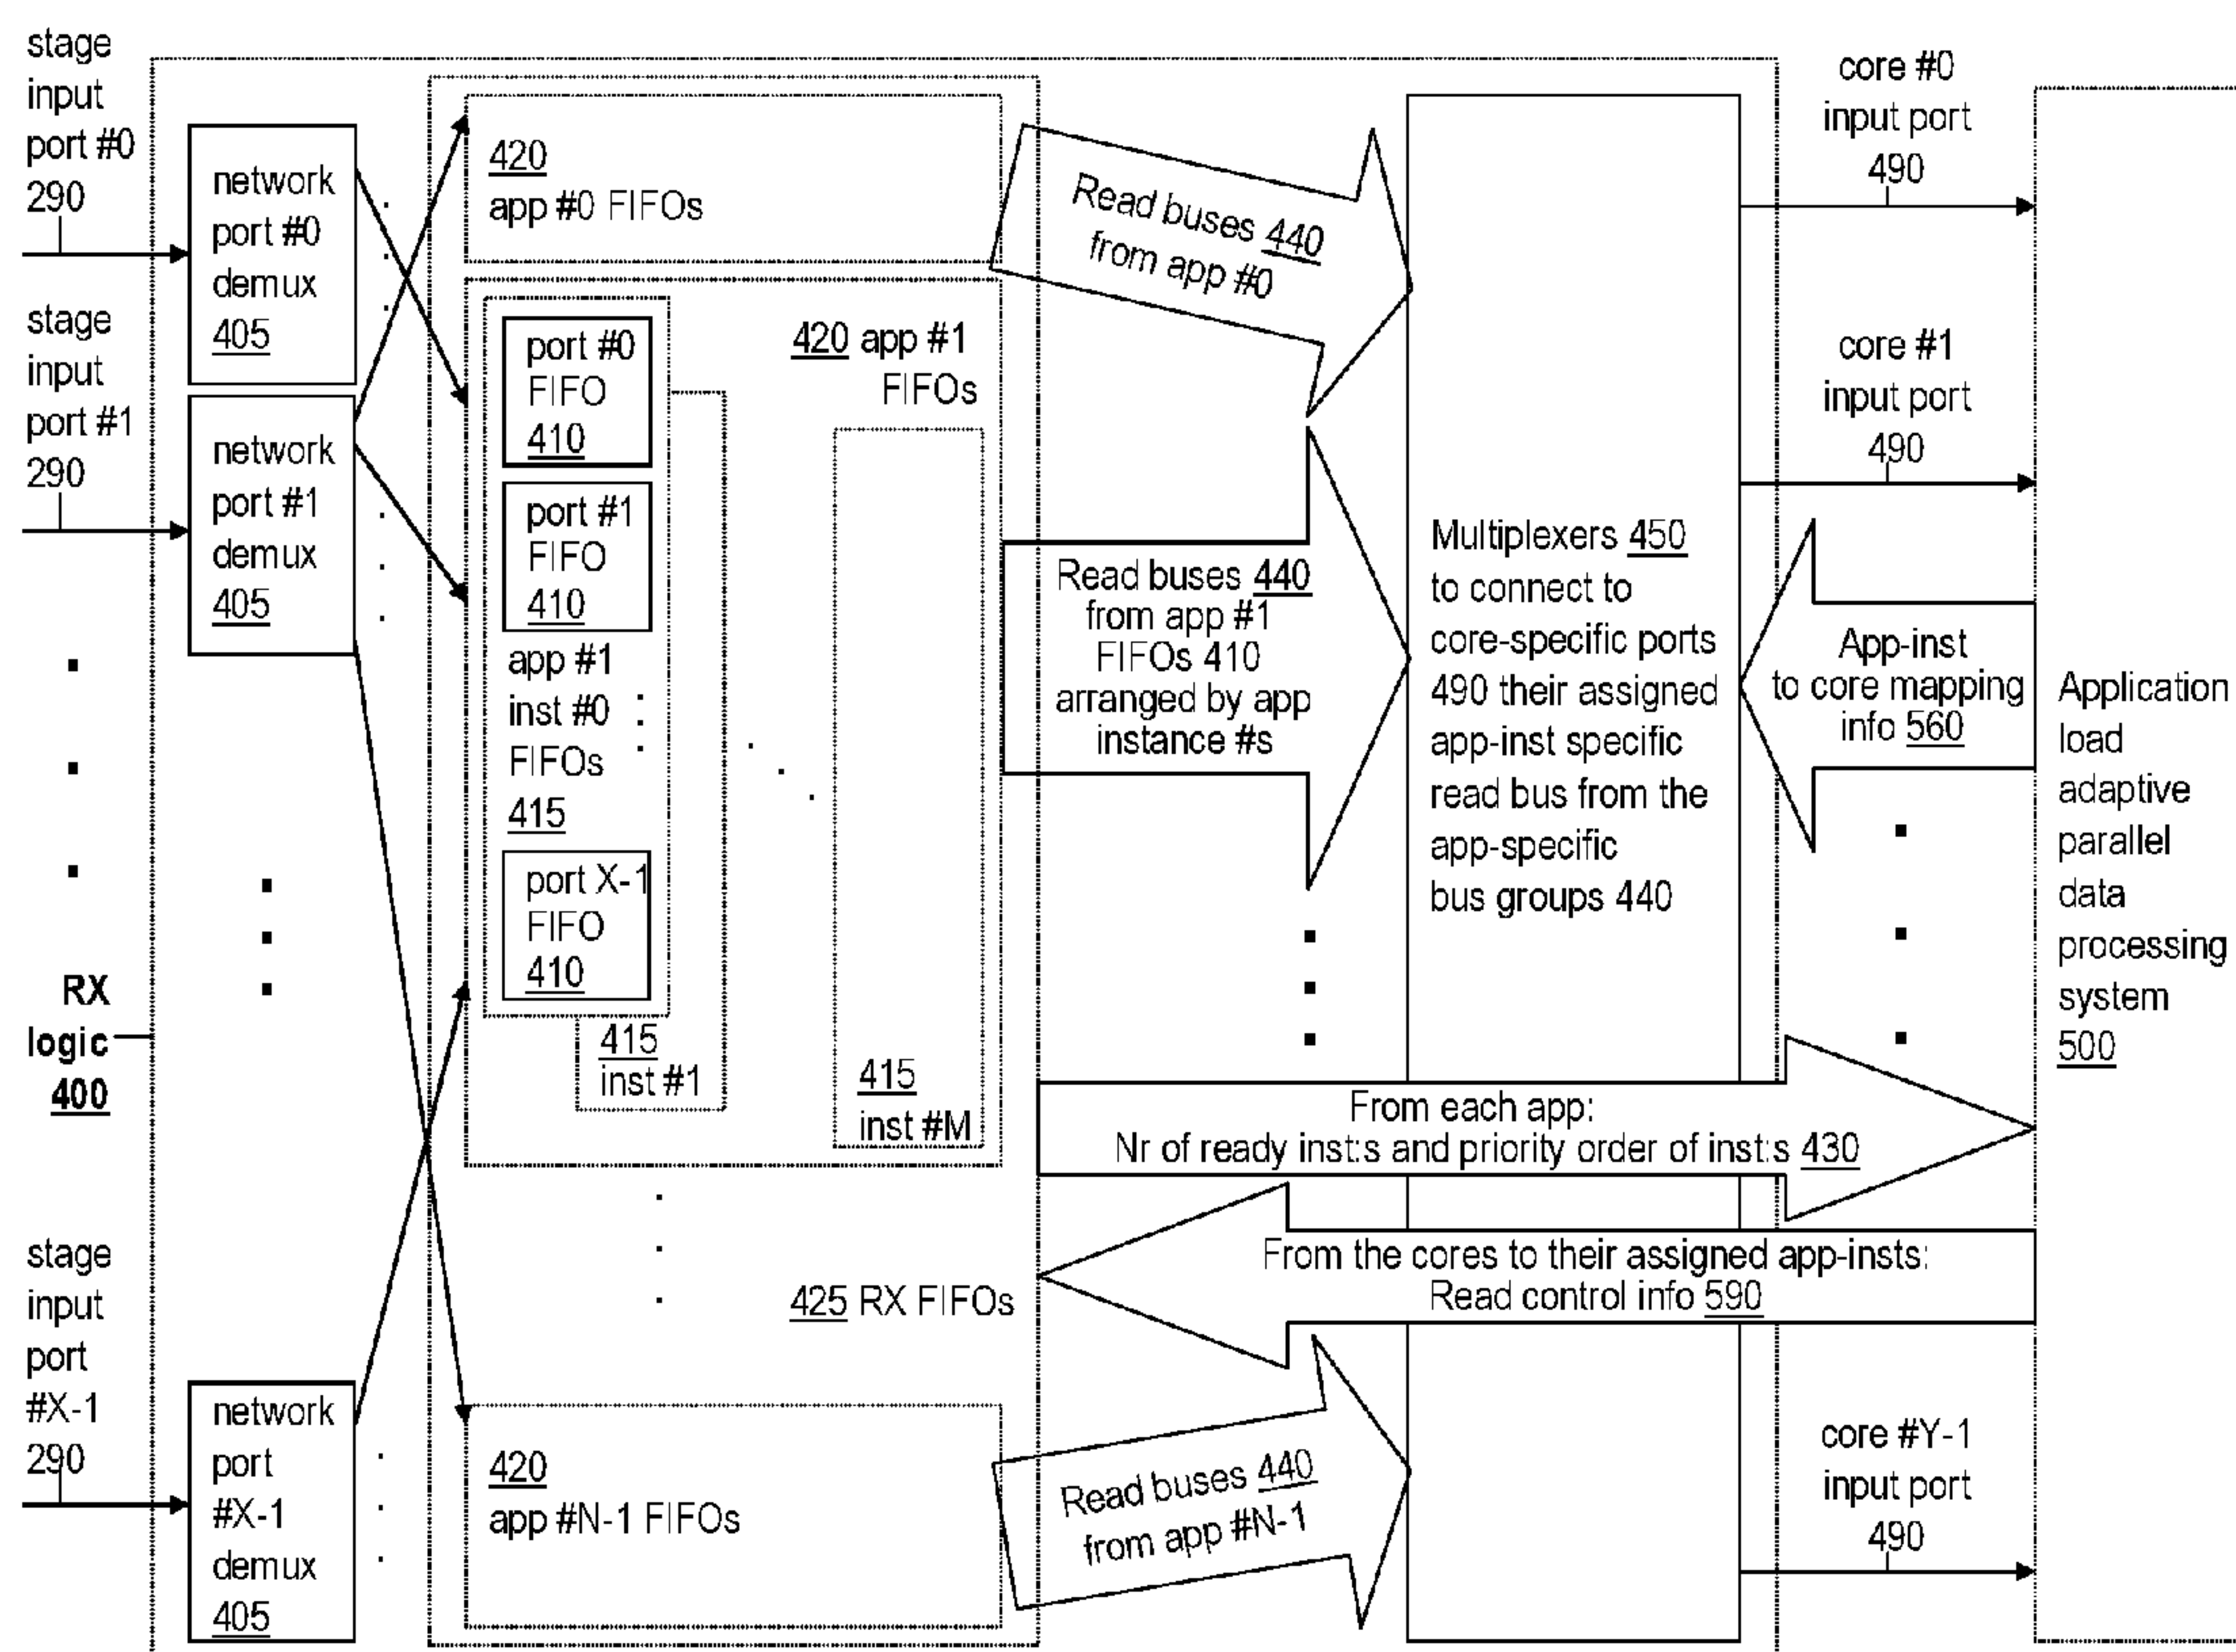 stage
input
port #0
290
stage
input
port #1
290
RX
logic
400
stage
input
port
#X-1
290
network
port #0
demux
405
network
port #1
demux
405
network
port
#X-1
demux
405
420
app #0 FIFOs
420 app #1
FIFOs
port #0
FIFO
410
port #1
FIFO
410
app #1
inst #0
FIFOs
415
port X-1
FIFO
410
415
inst #1
415
inst #M
425 RX FIFOs
420
app #N-1 FIFOs
Read buses 440
from app #0
Read buses 440
from app #1
FIFOs 410
arranged by app
instance #s
Read buses 440
from app #N-1
Multiplexers 450
to connect to
core-specific ports
490 their assigned
app-inst specific
read bus from the
app-specific
bus groups 440
From each app:
Nr of ready inst:s and priority order of inst:s 430
From the cores to their assigned app-insts:
Read control info 590
core #0
input port
490
core #1
input port
490
App-inst
to core mapping
info 560
core #Y-1
input port
490
Application
load
adaptive
parallel
data
processing
system
500